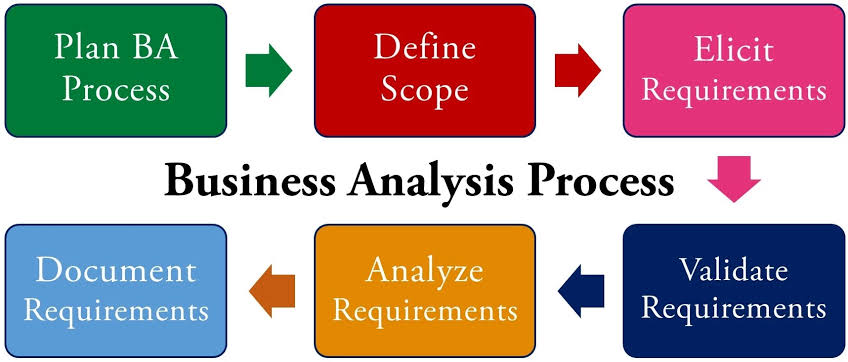 Plan BA
Process
Define
Scope
Elicit
Requirements
Business Analysis Process
Validate
Requirements
Analyze
Requirements
Document
Requirements